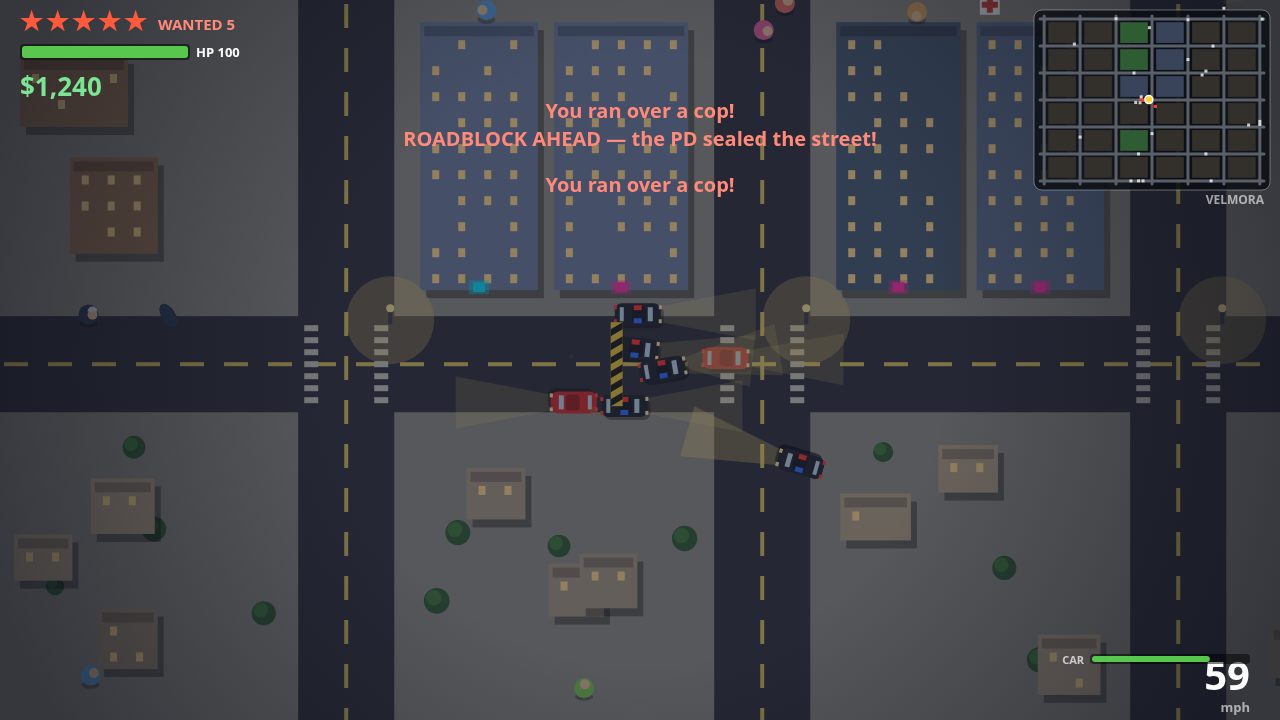 ★★★★★ WANTED 5
HP 100
$1,240
You ran over a cop!
ROADBLOCK AHEAD — the PD sealed the street!
You ran over a cop!
VELMORA
CAR
59
mph